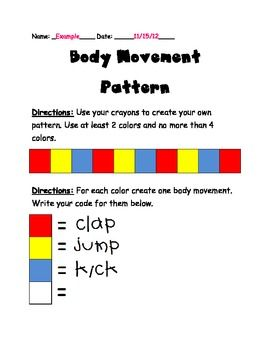 Name: _Example____ Date: _____11/15/12____
Body Movement
Pattern
Directions: Use your crayons to create your own
pattern. Use at least 2 colors and no more than 4
colors.
Directions: For each color create one body movement.
Write your code for them below.
= clap
= jump
= kick
=